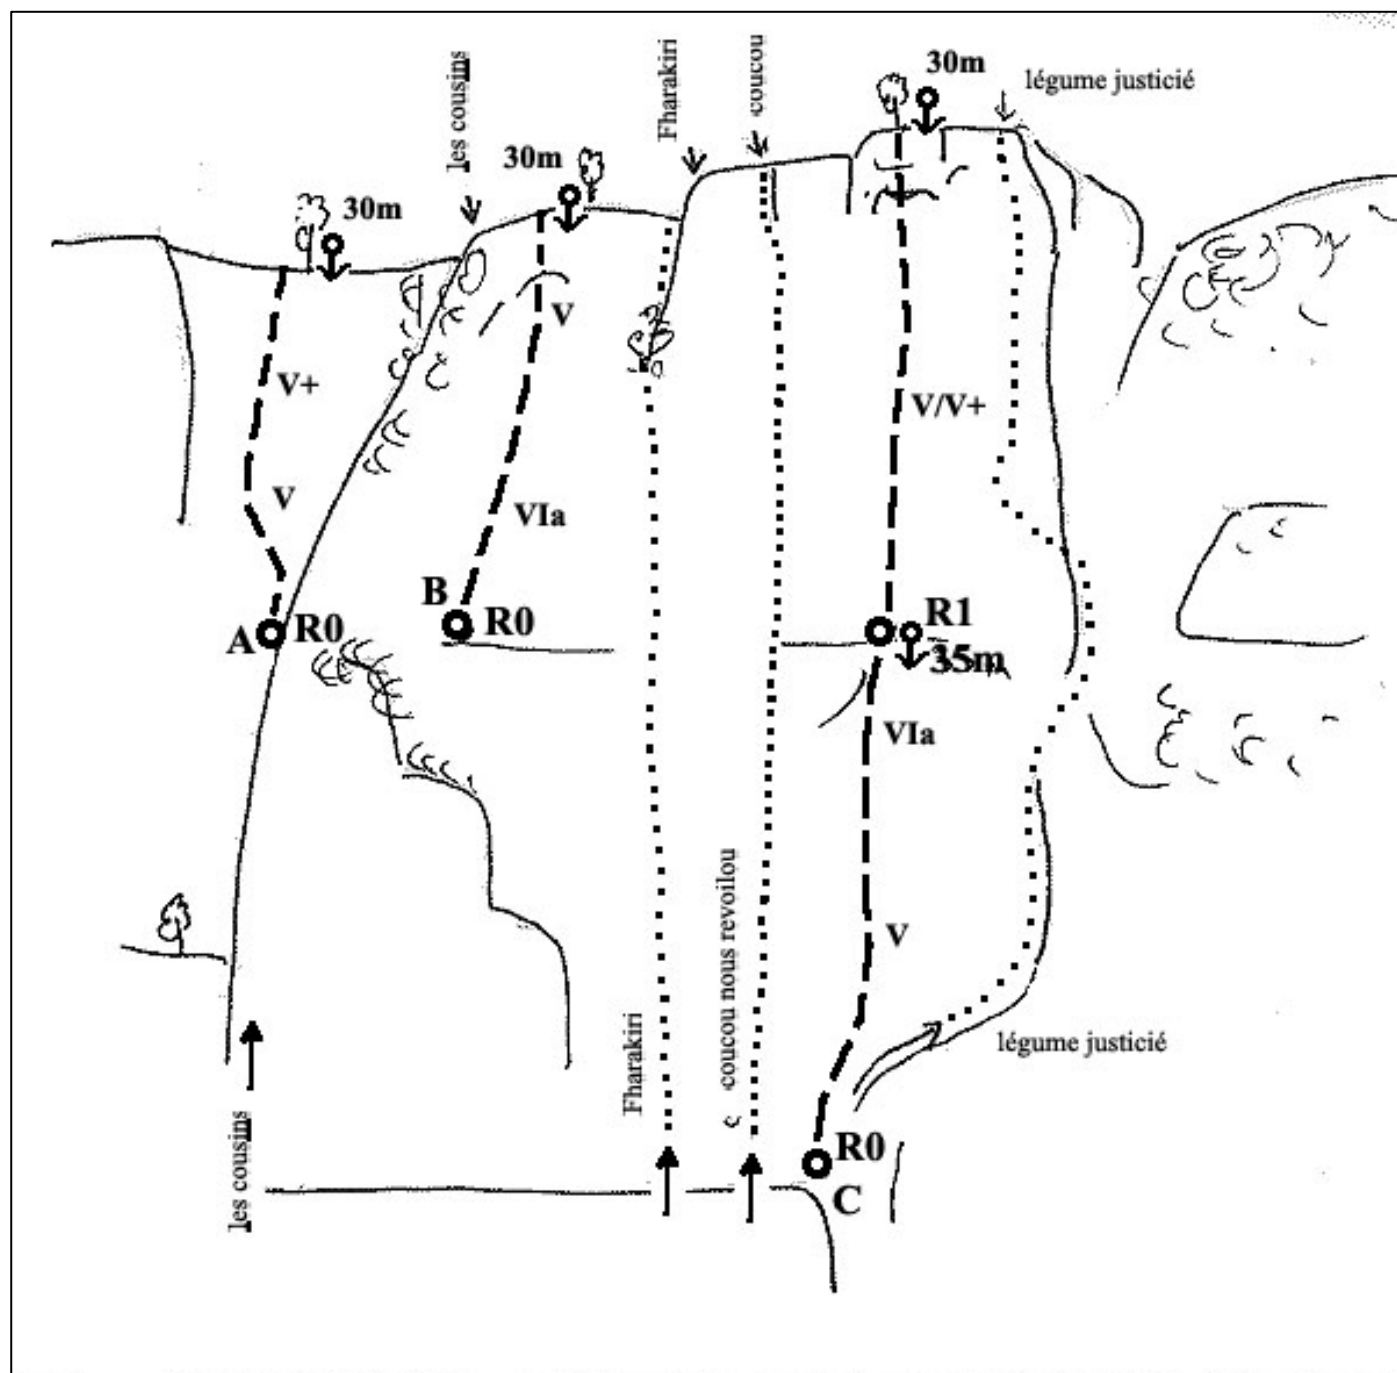 les cousins
30m
30m
Fharakiri
coucou
30m
légume justicié
V+
V
V
VIa
V/V+
A
R0
B
R0
R1
35m
VIa
V
coucou nous revoilou
Fharakiri
légume justicié
les cousins
R0
C